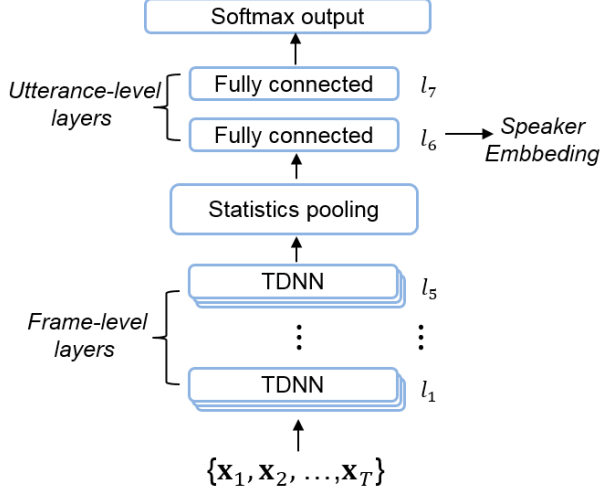 Softmax output
Utterance-level
layers
Fully connected
l₇
Fully connected
l₆
Speaker
Embbeding
Statistics pooling
Frame-level
layers
TDNN
l₅
⋮ ⋮
TDNN
l₁
{x₁, x₂, …, x_T}